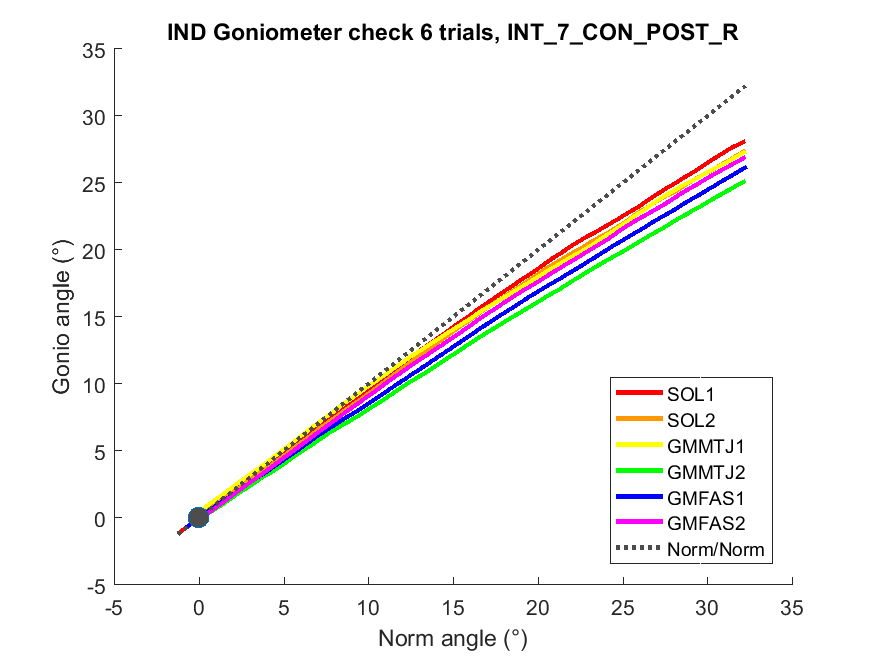 IND Goniometer check 6 trials, INT_7_CON_POST_R
35
30
25
20
15
10
5
0
-5
Gonio angle (°)
-5 0 5 10 15 20 25 30 35
Norm angle (°)
SOL1
SOL2
GMMTJ1
GMMTJ2
GMFAS1
GMFAS2
Norm/Norm